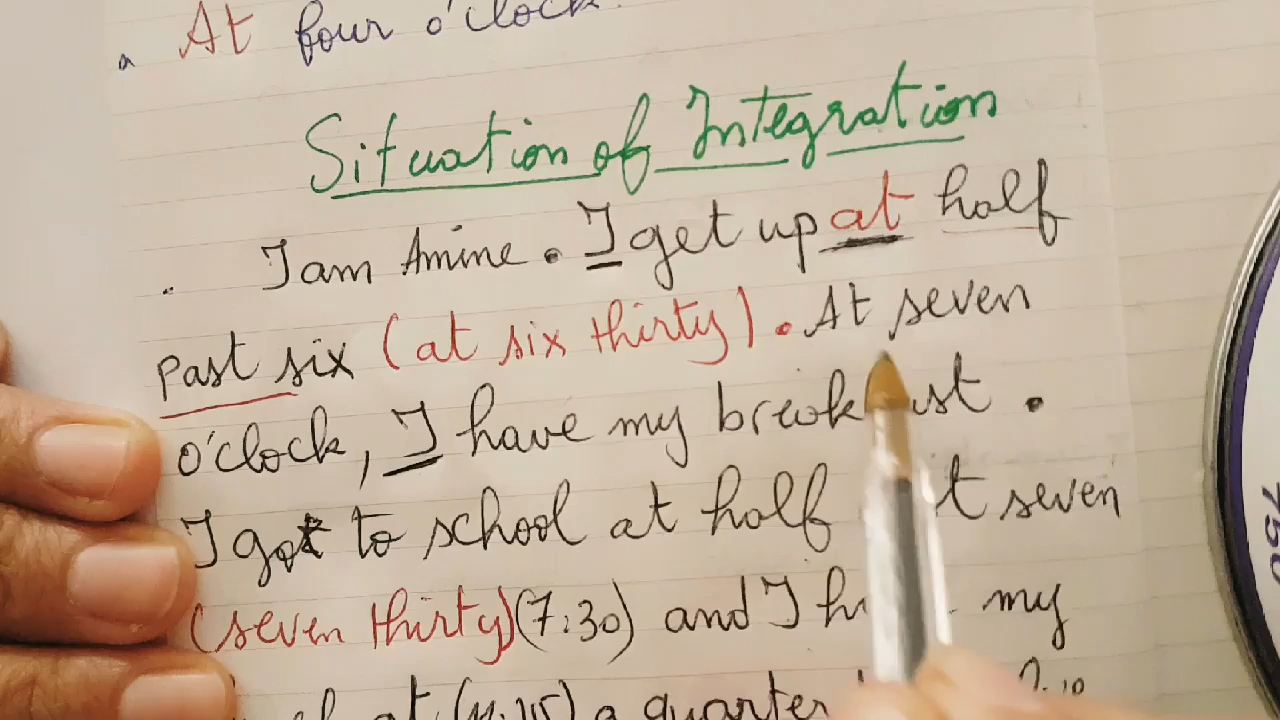 At four o'clock.
Situation of Integration
I am Amine. I get up at half
past six (at six thirty). At seven
o'clock, I have my
I got to school at half seven
(seven thirty) (7:30) and I my
at a quarter